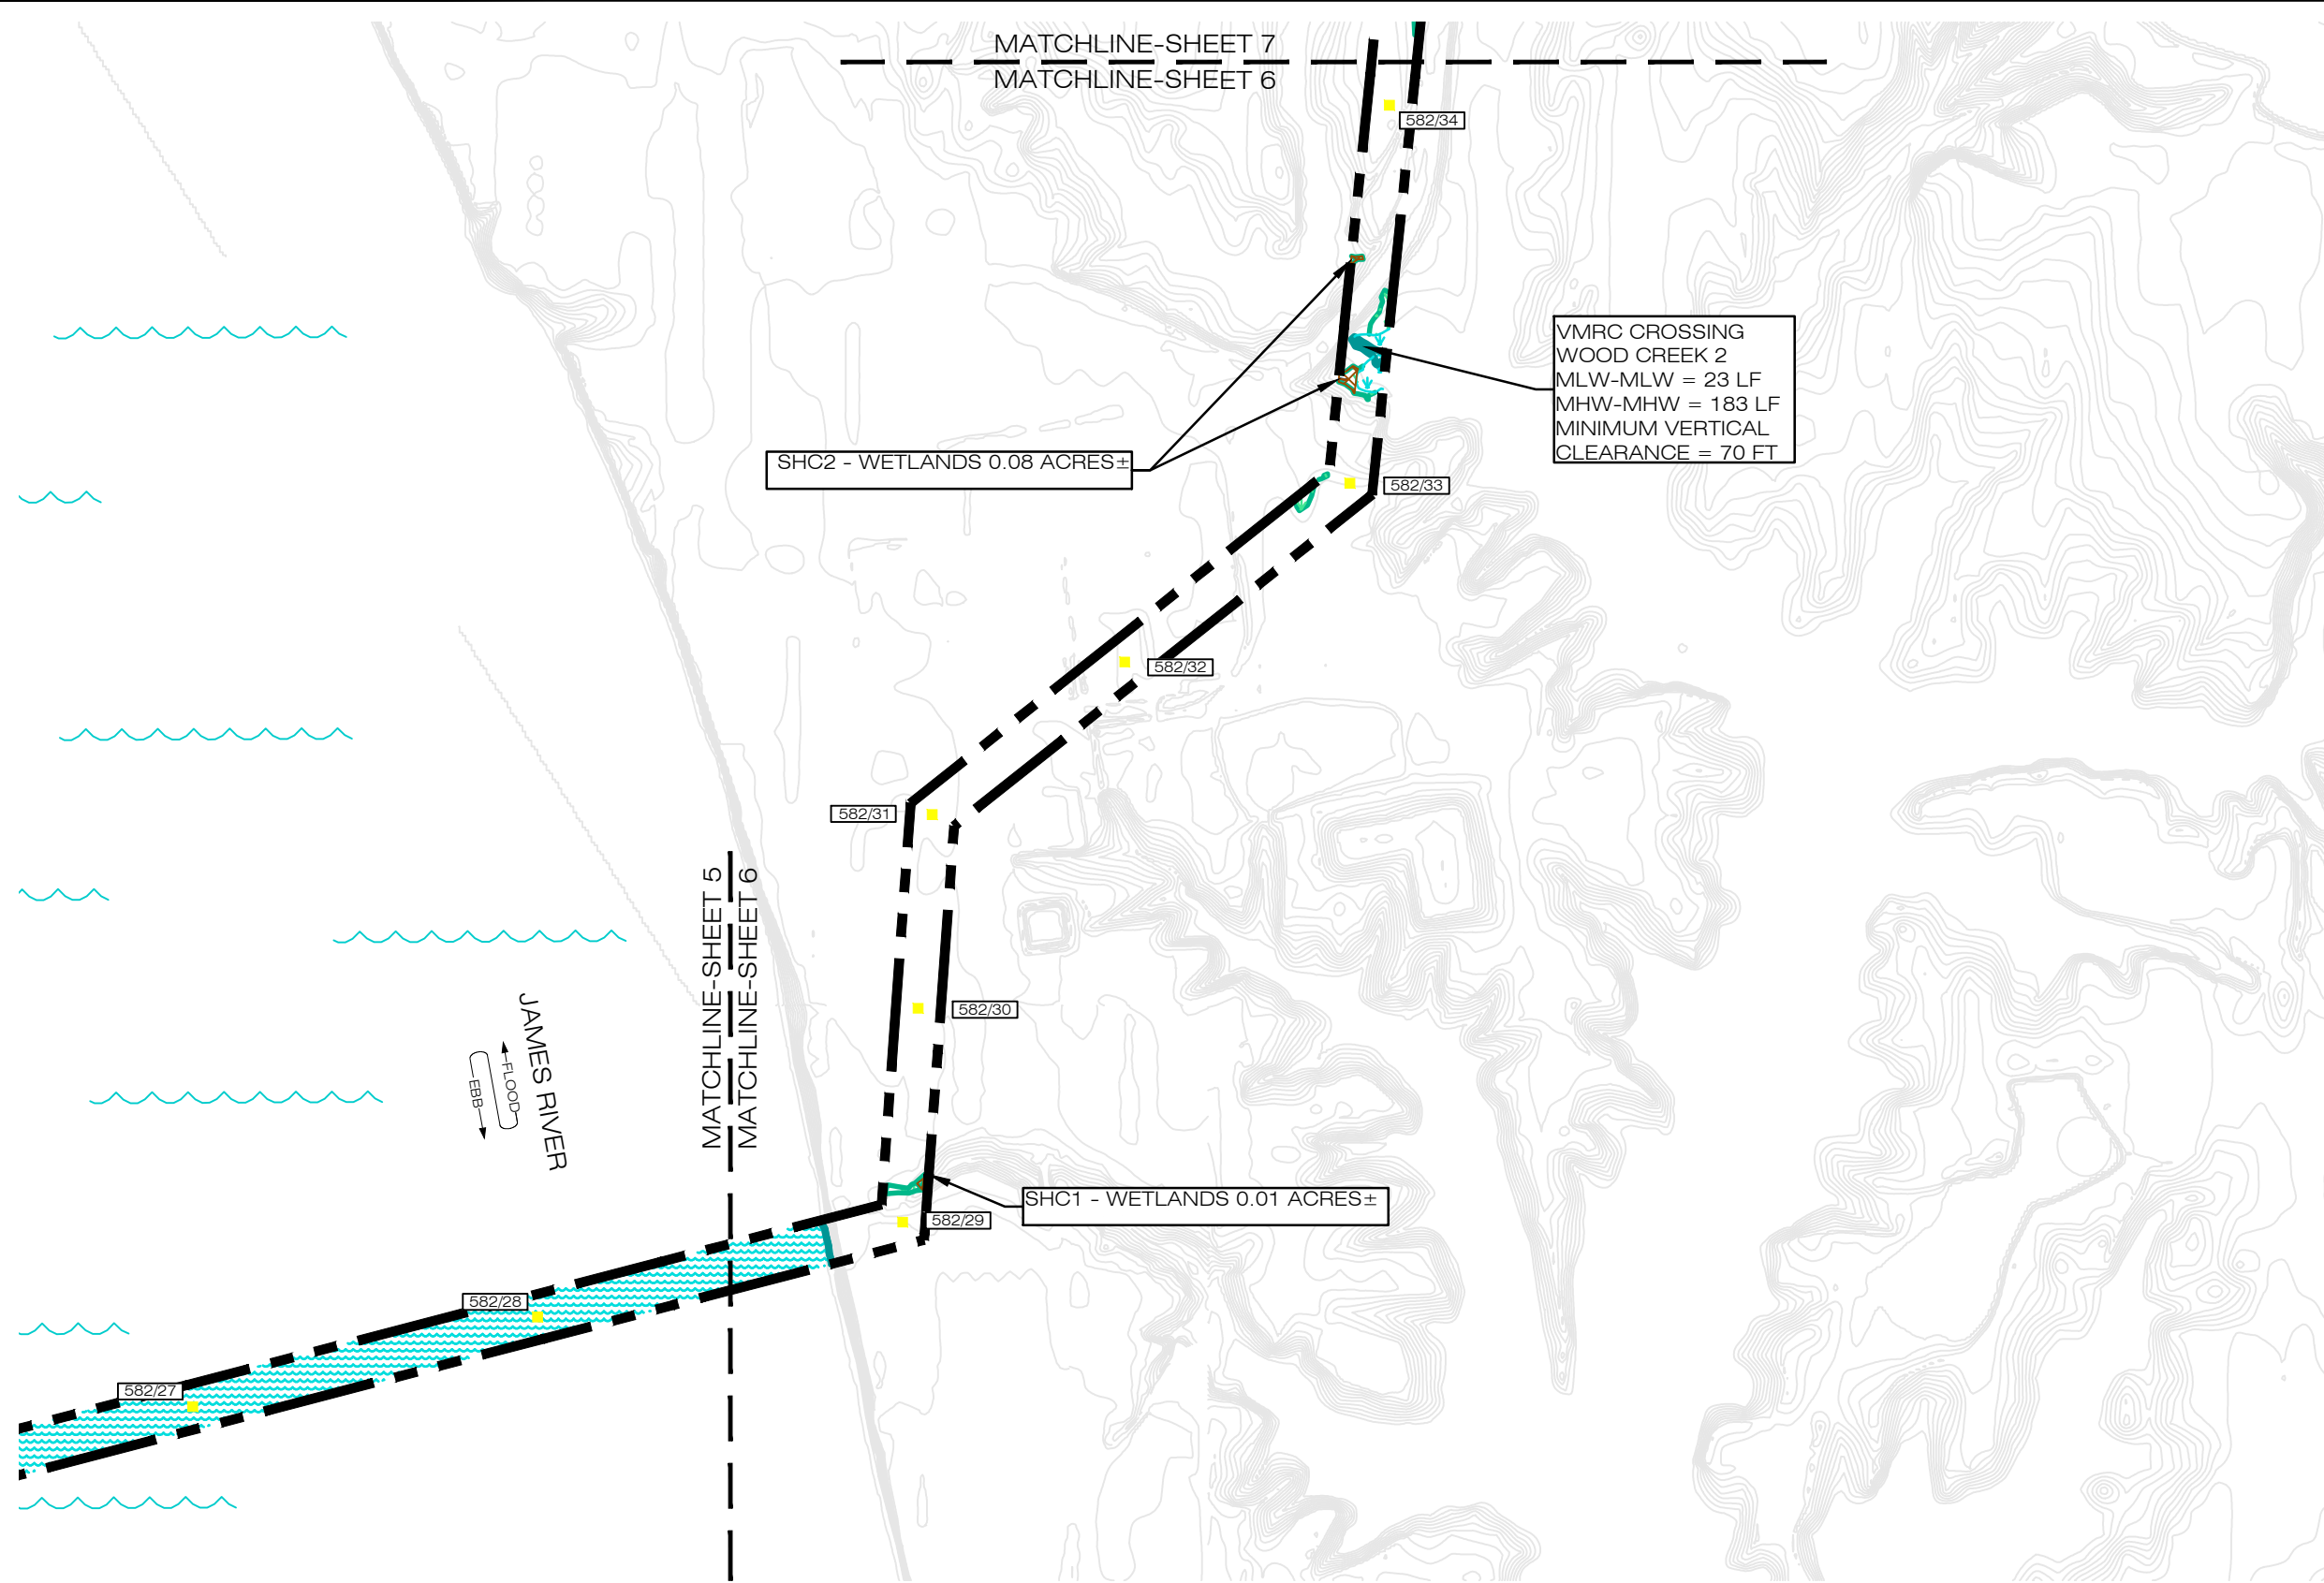 MATCHLINE-SHEET 7
MATCHLINE-SHEET 6
582/34
VMRC CROSSING
WOOD CREEK 2
MLW-MLW = 23 LF
MHW-MHW = 183 LF
MINIMUM VERTICAL
CLEARANCE = 70 FT
SHC2 - WETLANDS 0.08 ACRES±
582/33
582/32
582/31
MATCHLINE-SHEET 5
MATCHLINE-SHEET 6
582/30
JAMES RIVER
FLOOD
EBB
SHC1 - WETLANDS 0.01 ACRES±
582/29
582/28
582/27